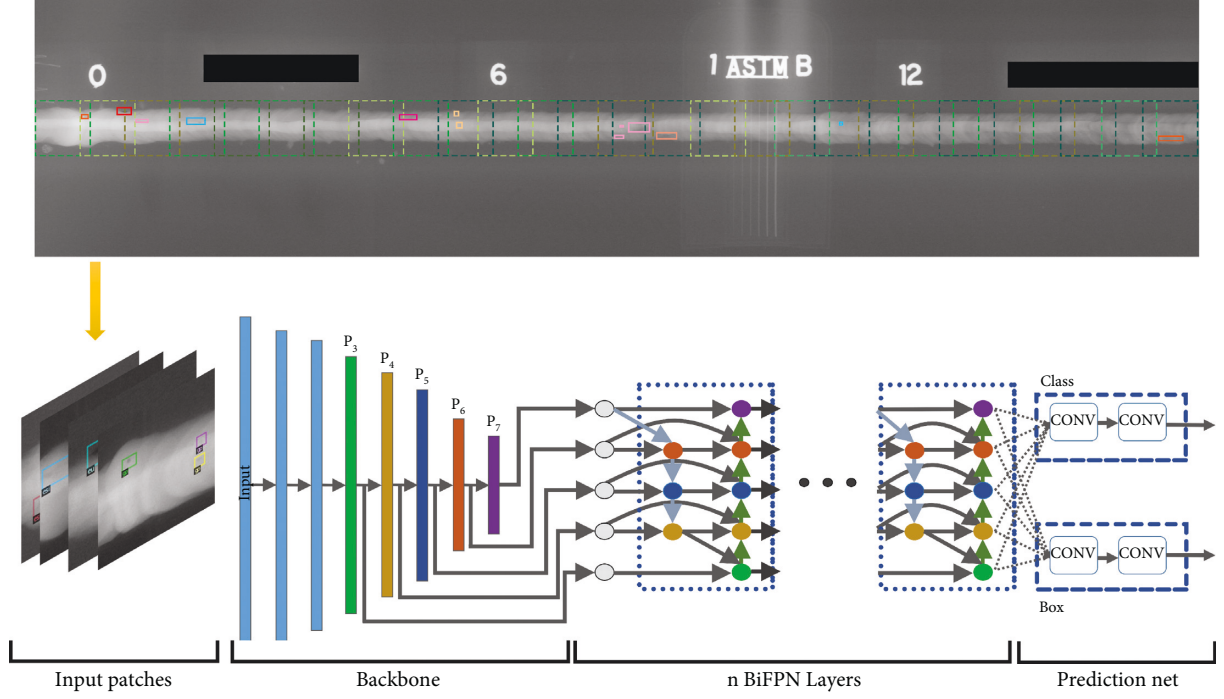 0
6
1 ASTM B
12
P3
P4
P5
P6
P7
Input
Class
CONV
CONV
CONV
CONV
Box
Input patches
Backbone
n BiFPN Layers
Prediction net